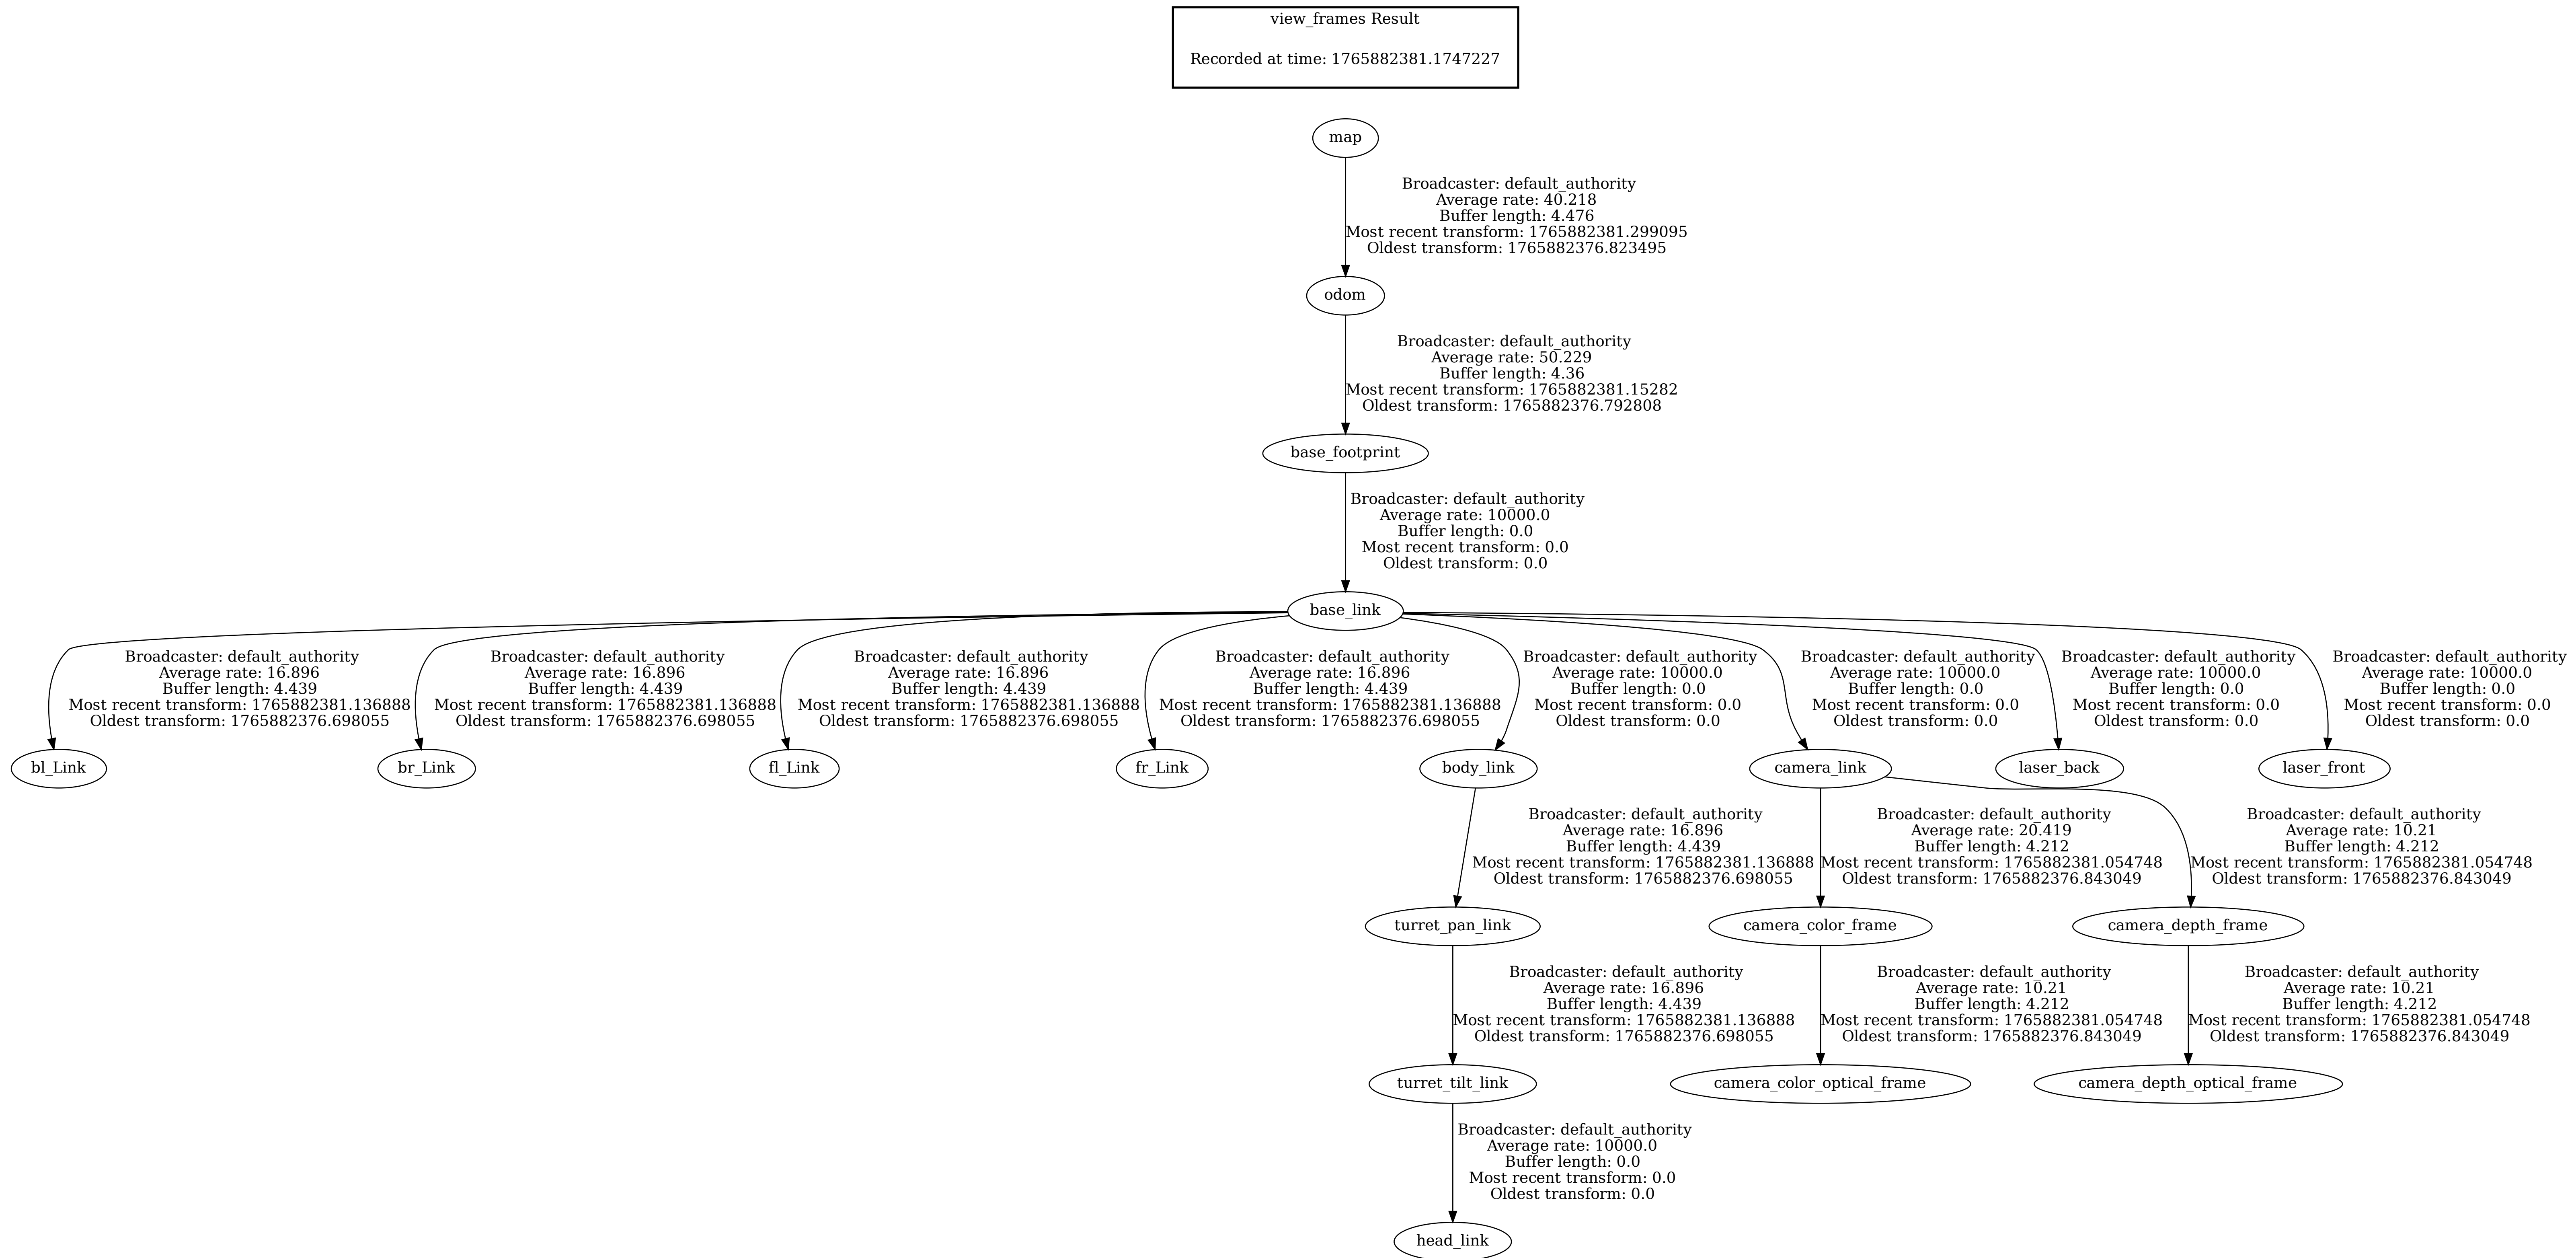 view_frames Result
Recorded at time: 1765882381.1747227
map
Broadcaster: default_authority
Average rate: 40.218
Buffer length: 4.476
Most recent transform: 1765882381.299095
Oldest transform: 1765882376.823495
odom
Broadcaster: default_authority
Average rate: 50.229
Buffer length: 4.36
Most recent transform: 1765882381.15282
Oldest transform: 1765882376.792808
base_footprint
Broadcaster: default_authority
Average rate: 10000.0
Buffer length: 0.0
Most recent transform: 0.0
Oldest transform: 0.0
base_link
Broadcaster: default_authority
Average rate: 16.896
Buffer length: 4.439
Most recent transform: 1765882381.136888
Oldest transform: 1765882376.698055
Broadcaster: default_authority
Average rate: 16.896
Buffer length: 4.439
Most recent transform: 1765882381.136888
Oldest transform: 1765882376.698055
Broadcaster: default_authority
Average rate: 16.896
Buffer length: 4.439
Most recent transform: 1765882381.136888
Oldest transform: 1765882376.698055
Broadcaster: default_authority
Average rate: 16.896
Buffer length: 4.439
Most recent transform: 1765882381.136888
Oldest transform: 1765882376.698055
Broadcaster: default_authority
Average rate: 10000.0
Buffer length: 0.0
Most recent transform: 0.0
Oldest transform: 0.0
Broadcaster: default_authority
Average rate: 10000.0
Buffer length: 0.0
Most recent transform: 0.0
Oldest transform: 0.0
Broadcaster: default_authority
Average rate: 10000.0
Buffer length: 0.0
Most recent transform: 0.0
Oldest transform: 0.0
Broadcaster: default_authority
Average rate: 10000.0
Buffer length: 0.0
Most recent transform: 0.0
Oldest transform: 0.0
bl_Link
br_Link
fl_Link
fr_Link
body_link
camera_link
laser_back
laser_front
Broadcaster: default_authority
Average rate: 16.896
Buffer length: 4.439
Most recent transform: 1765882381.136888
Oldest transform: 1765882376.698055
Broadcaster: default_authority
Average rate: 20.419
Buffer length: 4.212
Most recent transform: 1765882381.054748
Oldest transform: 1765882376.843049
Broadcaster: default_authority
Average rate: 10.21
Buffer length: 4.212
Most recent transform: 1765882381.054748
Oldest transform: 1765882376.843049
turret_pan_link
camera_color_frame
camera_depth_frame
Broadcaster: default_authority
Average rate: 16.896
Buffer length: 4.439
Most recent transform: 1765882381.136888
Oldest transform: 1765882376.698055
Broadcaster: default_authority
Average rate: 10.21
Buffer length: 4.212
Most recent transform: 1765882381.054748
Oldest transform: 1765882376.843049
Broadcaster: default_authority
Average rate: 10.21
Buffer length: 4.212
Most recent transform: 1765882381.054748
Oldest transform: 1765882376.843049
turret_tilt_link
camera_color_optical_frame
camera_depth_optical_frame
Broadcaster: default_authority
Average rate: 10000.0
Buffer length: 0.0
Most recent transform: 0.0
Oldest transform: 0.0
head_link